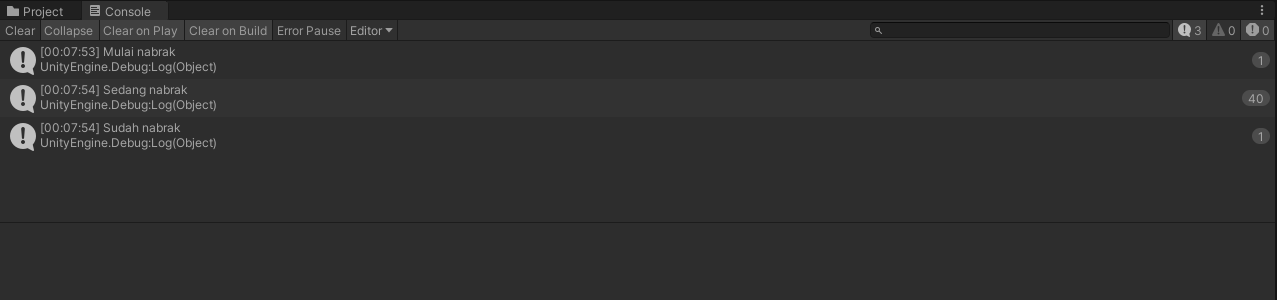 Project Console
Clear Collapse Clear on Play Clear on Build Error Pause Editor 3 0 0
[00:07:53] Mulai nabrak
UnityEngine.Debug:Log(Object)
1
[00:07:54] Sedang nabrak
UnityEngine.Debug:Log(Object)
40
[00:07:54] Sudah nabrak
UnityEngine.Debug:Log(Object)
1